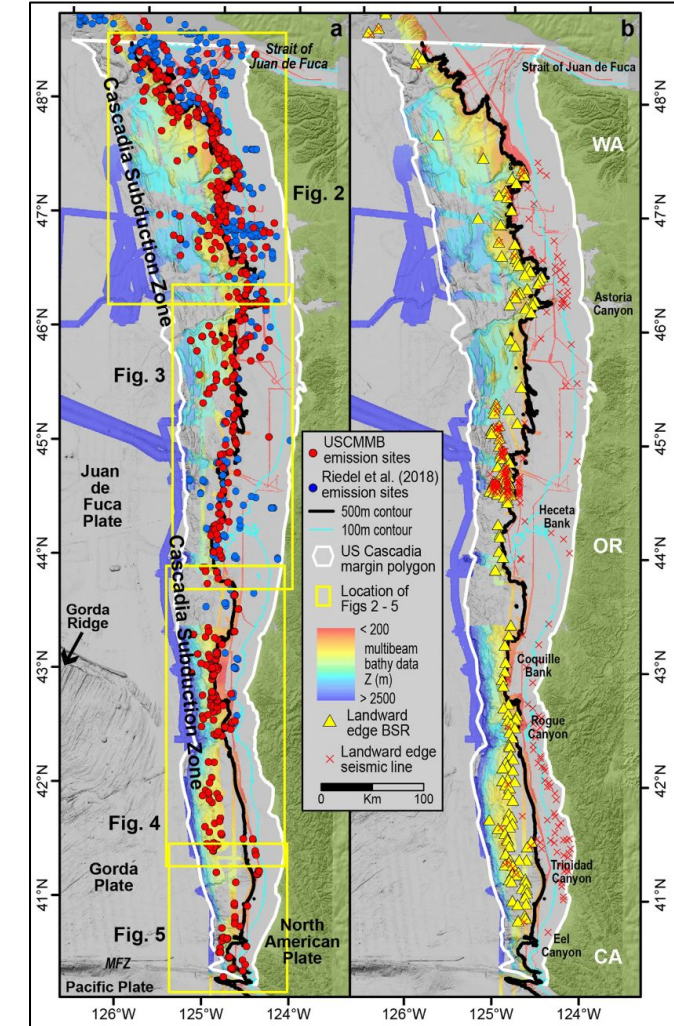 a
b
Strait of
Juan de Fuca
Strait of Juan de Fuca
48°N
48°N
Cascadia Subduction Zone
WA
Fig. 2
47°N
47°N
Astoria
Canyon
46°N
46°N
Fig. 3
45°N
45°N
Juan
de
Fuca
Plate
USCMMB
emission sites
Riedel et al. (2018)
emission sites
500m contour
100m contour
US Cascadia
margin polygon
Location of
Figs 2 - 5
< 200
multibeam
bathy data
Z (m)
> 2500
Landward
edge BSR
Landward edge
seismic line
0 Km 100
Heceta
Bank
44°N
44°N
OR
Cascadia Subduction Zone
Gorda
Ridge
43°N
43°N
Coquille
Bank
Rogue
Canyon
42°N
42°N
Fig. 4
Trinidad
Canyon
Gorda
Plate
41°N
41°N
Fig. 5
North
American
Plate
Eel
Canyon
MFZ
CA
Pacific Plate
126°W 125°W 124°W
126°W 125°W 124°W